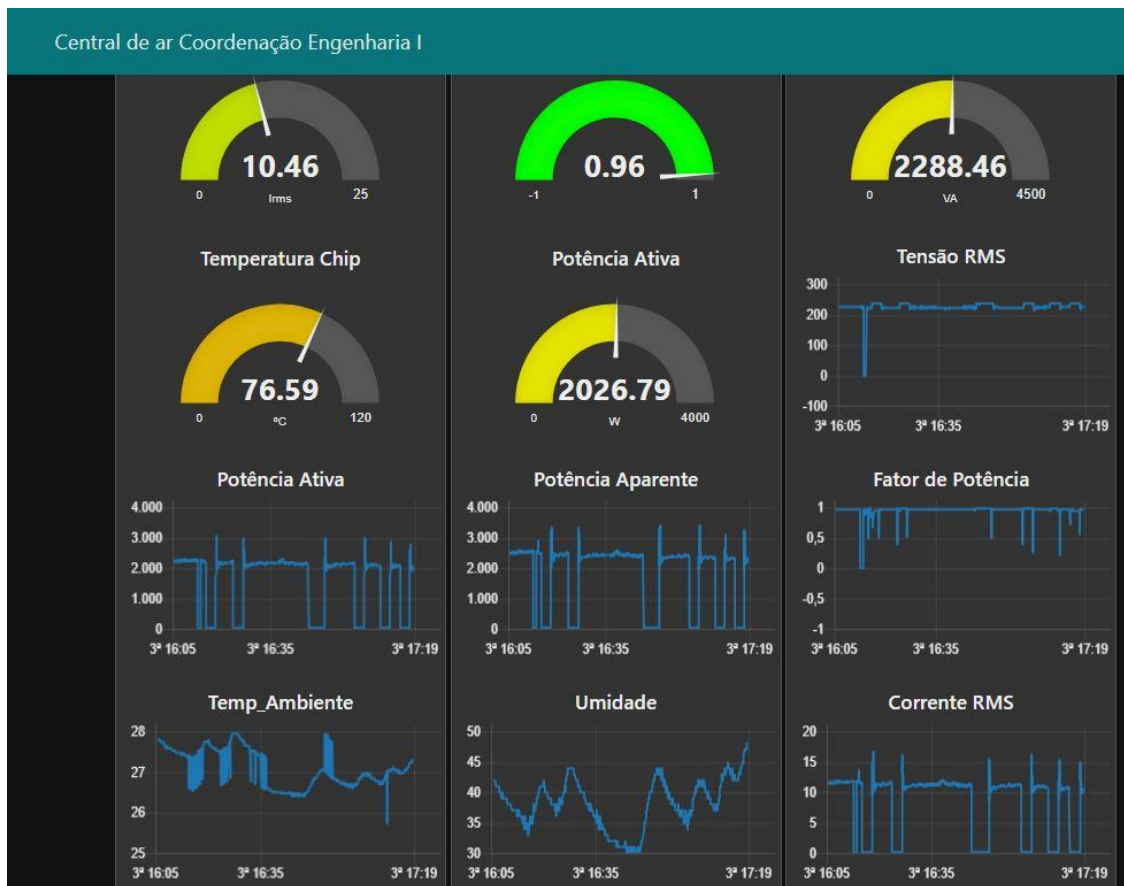 Central de ar Coordenação Engenharia I
10.46
0 Irms 25
0.96
-1 1
2288.46
0 VA 4500
Temperatura Chip
76.59
0 ºC 120
Potência Ativa
2026.79
0 W 4000
Tensão RMS
300
200
100
0
-100
3ª 16:05 3ª 16:35 3ª 17:19
Potência Ativa
4.000
3.000
2.000
1.000
0
3ª 16:05 3ª 16:35 3ª 17:19
Potência Aparente
4.000
3.000
2.000
1.000
0
3ª 16:05 3ª 16:35 3ª 17:19
Fator de Potência
1
0,5
0
-0,5
-1
3ª 16:05 3ª 16:35 3ª 17:19
Temp_Ambiente
28
27
26
25
3ª 16:05 3ª 16:35 3ª 17:19
Umidade
50
45
40
35
30
3ª 16:05 3ª 16:35 3ª 17:19
Corrente RMS
20
15
10
5
0
3ª 16:05 3ª 16:35 3ª 17:19